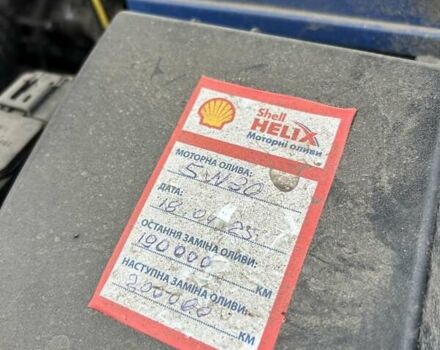 Shell
HELIX
Моторні оливи
МОТОРНА ОЛИВА:
5W30
ДАТА:
18.04.25
ОСТАННЯ ЗАМІНА ОЛИВИ:
190000 КМ
НАСТУПНА ЗАМІНА ОЛИВИ:
200000 КМ